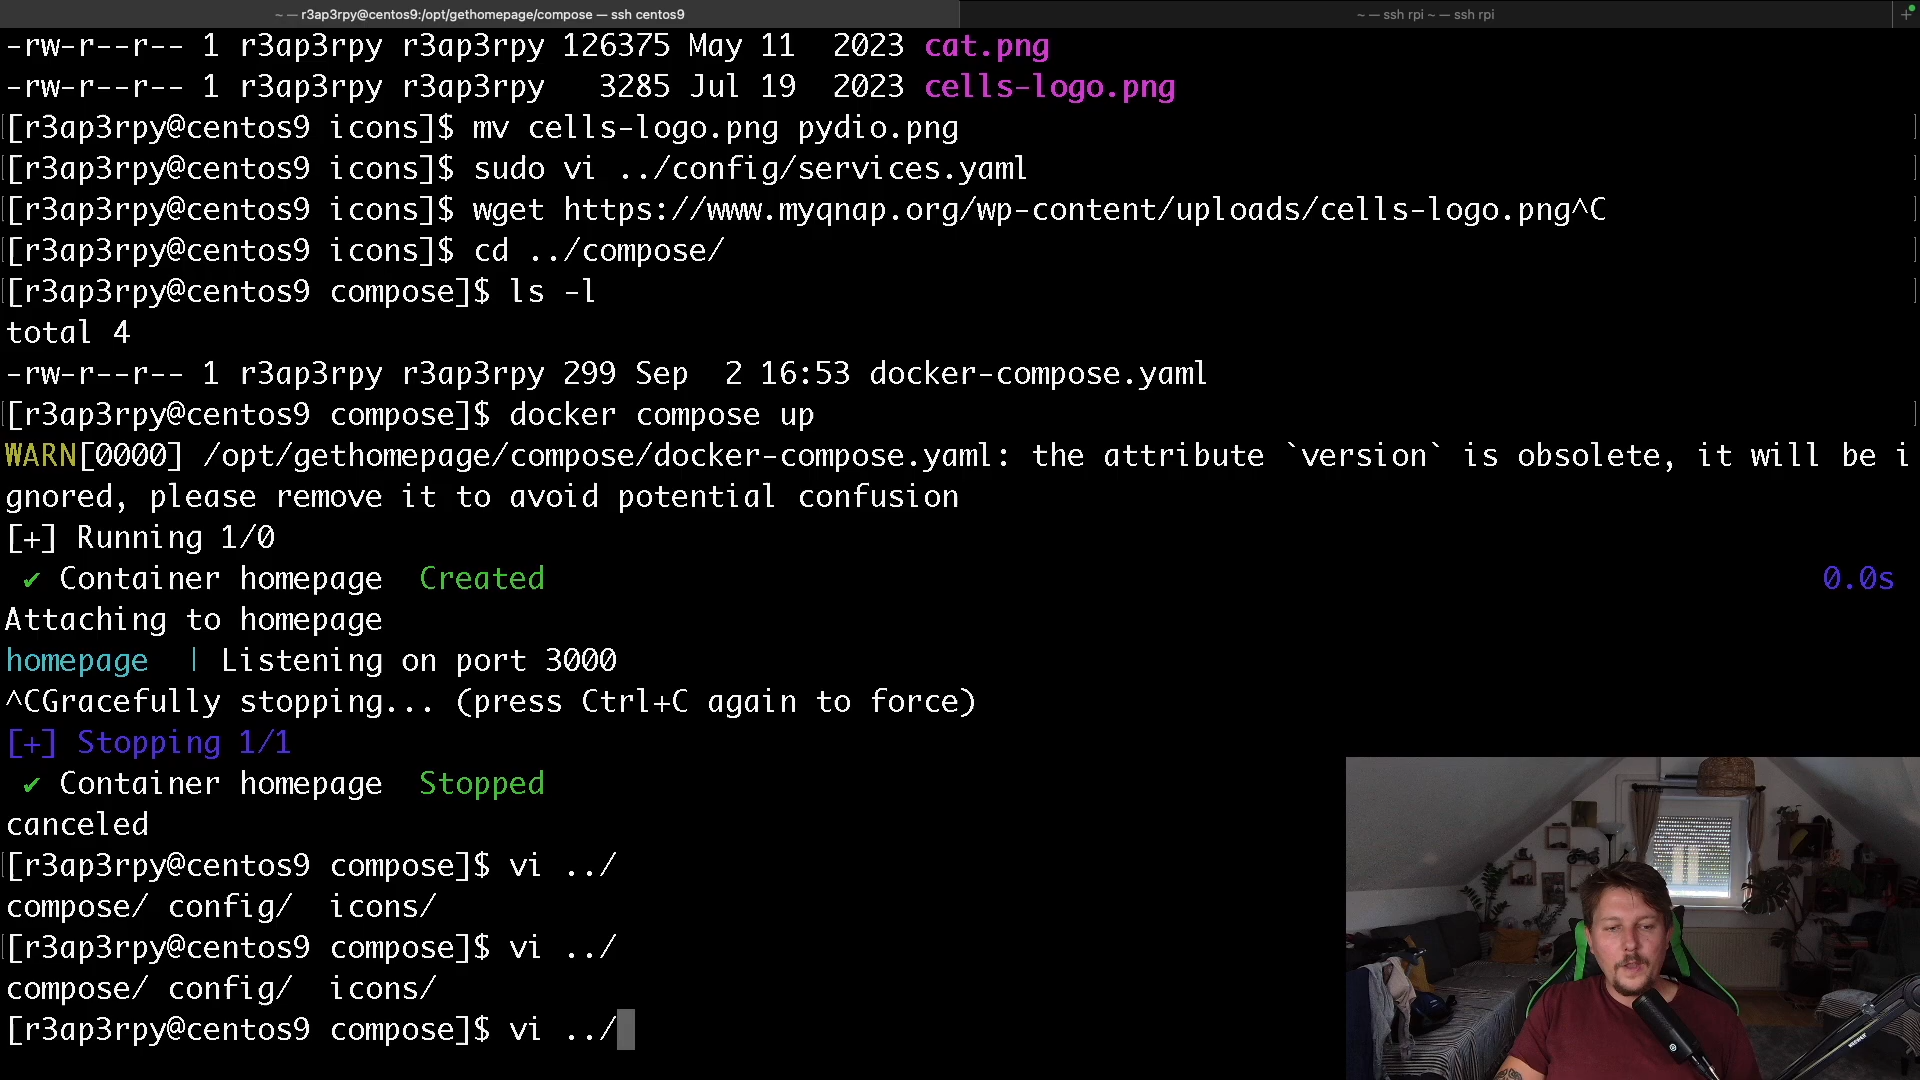 ~ — r3ap3rpy@centos9:/opt/gethomepage/compose — ssh centos9
~ — ssh rpi ~ — ssh rpi
-rw-r--r-- 1 r3ap3rpy r3ap3rpy 126375 May 11  2023 cat.png
-rw-r--r-- 1 r3ap3rpy r3ap3rpy   3285 Jul 19  2023 cells-logo.png
[r3ap3rpy@centos9 icons]$ mv cells-logo.png pydio.png
[r3ap3rpy@centos9 icons]$ sudo vi ../config/services.yaml
[r3ap3rpy@centos9 icons]$ wget https://www.myqnap.org/wp-content/uploads/cells-logo.png^C
[r3ap3rpy@centos9 icons]$ cd ../compose/
[r3ap3rpy@centos9 compose]$ ls -l
total 4
-rw-r--r-- 1 r3ap3rpy r3ap3rpy 299 Sep  2 16:53 docker-compose.yaml
[r3ap3rpy@centos9 compose]$ docker compose up
WARN[0000] /opt/gethomepage/compose/docker-compose.yaml: the attribute `version` is obsolete, it will be i
gnored, please remove it to avoid potential confusion
[+] Running 1/0
✔ Container homepage  Created 0.0s
Attaching to homepage
homepage  | Listening on port 3000
^CGracefully stopping... (press Ctrl+C again to force)
[+] Stopping 1/1
✔ Container homepage  Stopped
canceled
[r3ap3rpy@centos9 compose]$ vi ../
compose/ config/  icons/
[r3ap3rpy@centos9 compose]$ vi ../
compose/ config/  icons/
[r3ap3rpy@centos9 compose]$ vi ../